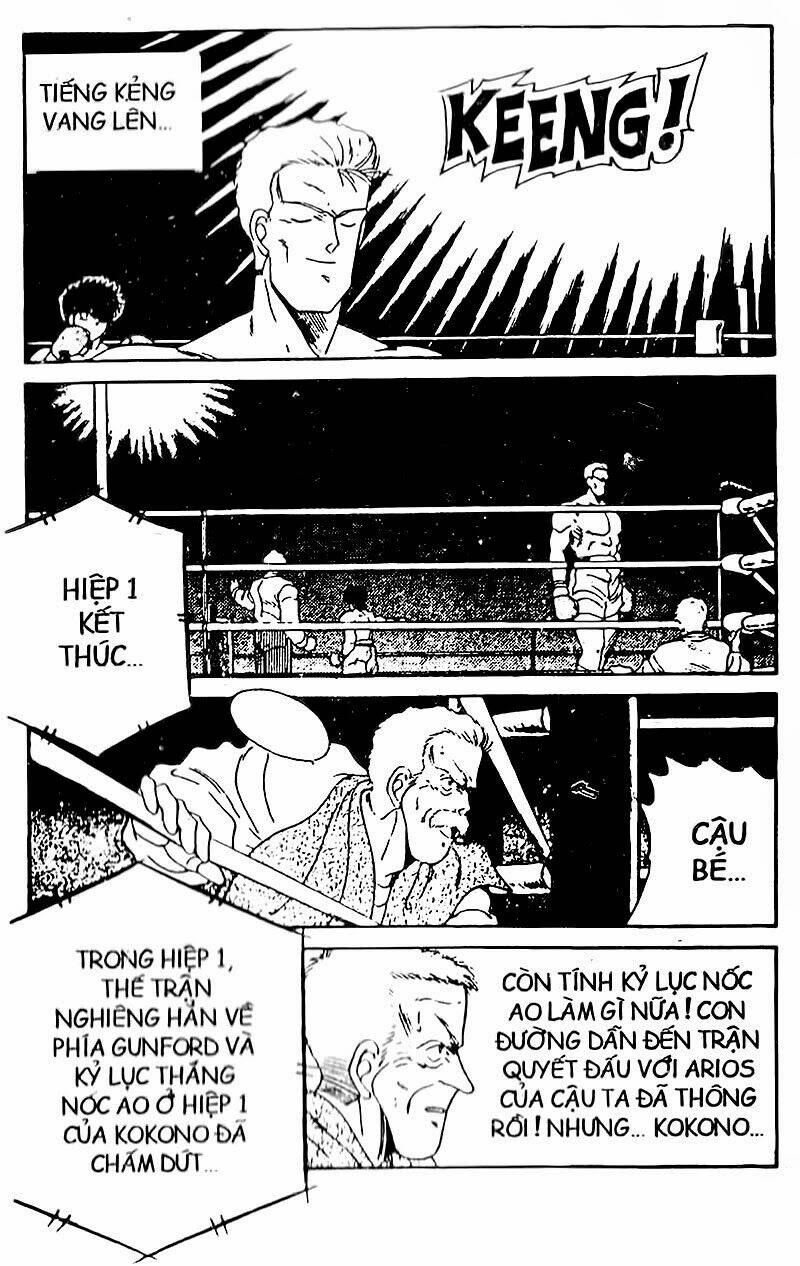 TIẾNG KẺNG
VANG LÊN...
KEENG!
HIỆP 1
KẾT
THÚC...
CẬU
BÉ...
TRONG HIỆP 1,
THẾ TRẬN
NGHIÊNG HẲN VỀ
PHÍA GUNFORD VÀ
KỶ LỤC THẮNG
NỐC AO Ở HIỆP 1
CỦA KOKONO ĐÃ
CHẤM DỨT...
CÒN TÍNH KỶ LỤC NỐC
AO LÀM GÌ NỮA! CON
ĐƯỜNG DẪN ĐẾN TRẬN
QUYẾT ĐẤU VỚI ARIOS
CỦA CẬU TA ĐÃ THÔNG
RỒI! NHƯNG... KOKONO...